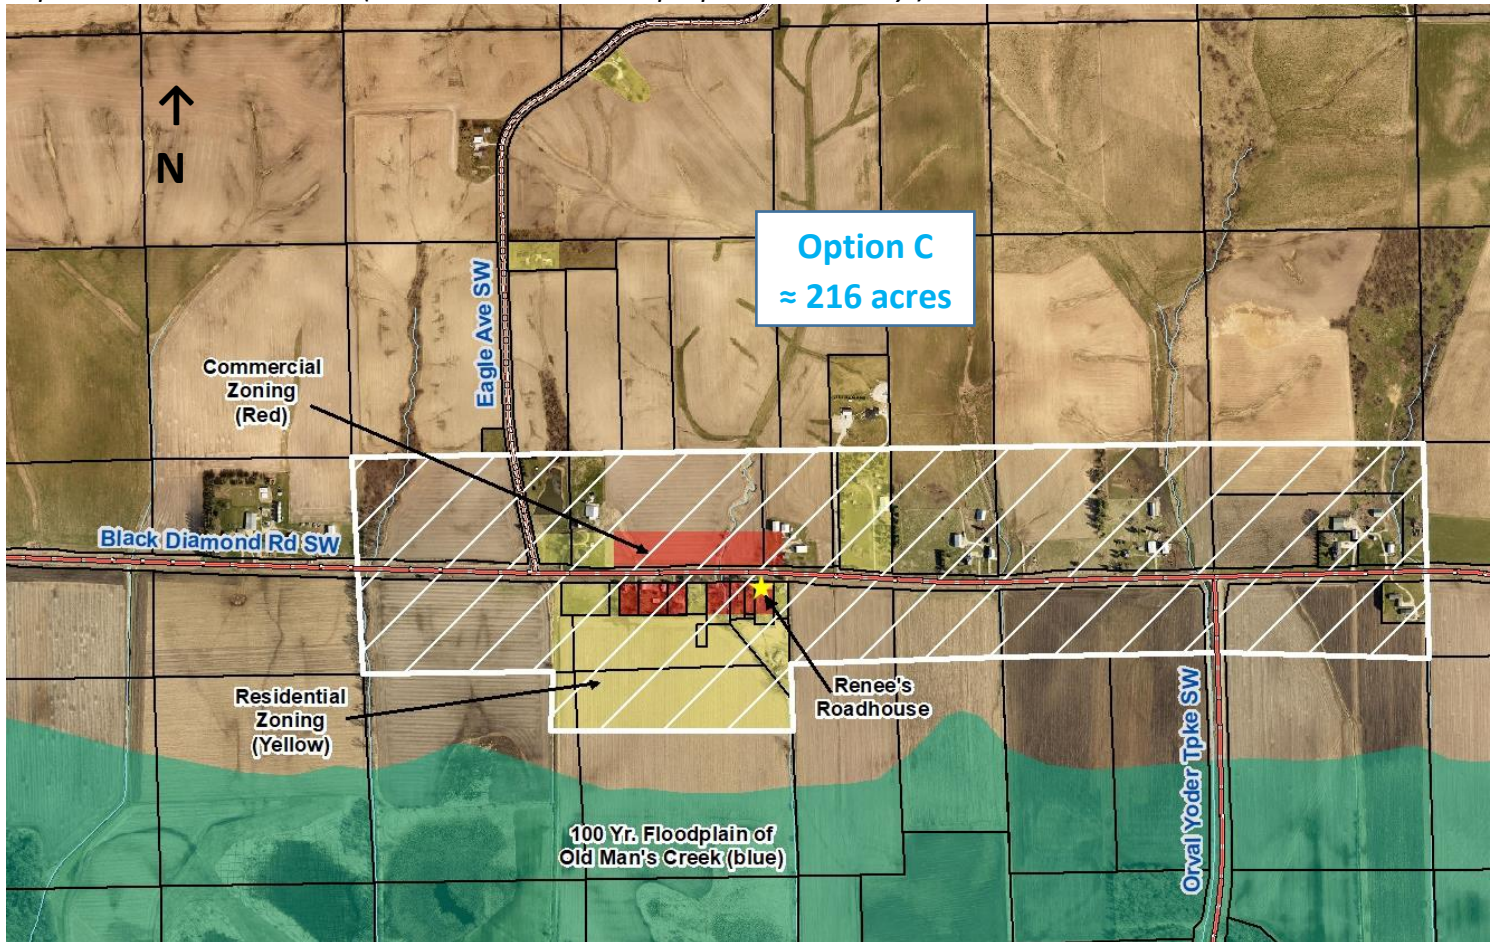 N
Option C
≈ 216 acres
Eagle Ave SW
Commercial
Zoning
(Red)
Black Diamond Rd SW
Residential
Zoning
(Yellow)
Renee's
Roadhouse
Orval Yoder Tpke SW
100 Yr. Floodplain of
Old Man's Creek (blue)